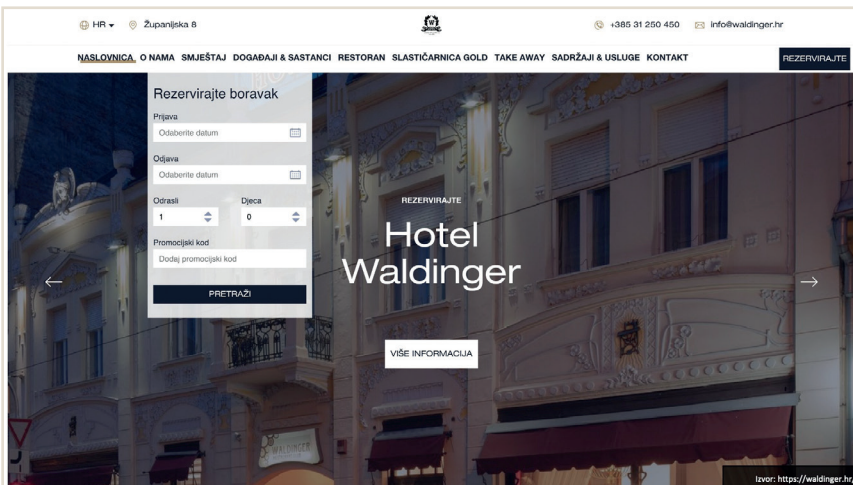 HR
Županijska 8
+385 31 250 450
info@waldinger.hr
NASLOVNICA O NAMA SMJEŠTAJ DOGAĐAJI & SASTANCI RESTORAN SLASTIČARNICA GOLD TAKE AWAY SADRŽAJI & USLUGE KONTAKT
REZERVIRAJTE
Rezervirajte boravak
Prijava
Odaberite datum
Odjava
Odaberite datum
Odrasli Djeca
1 0
Promocijski kod
Dodaj promocijski kod
PRETRAŽI
REZERVIRAJTE
Hotel
Waldinger
VIŠE INFORMACIJA
WALDINGER
Izvor: https://waldinger.hr,